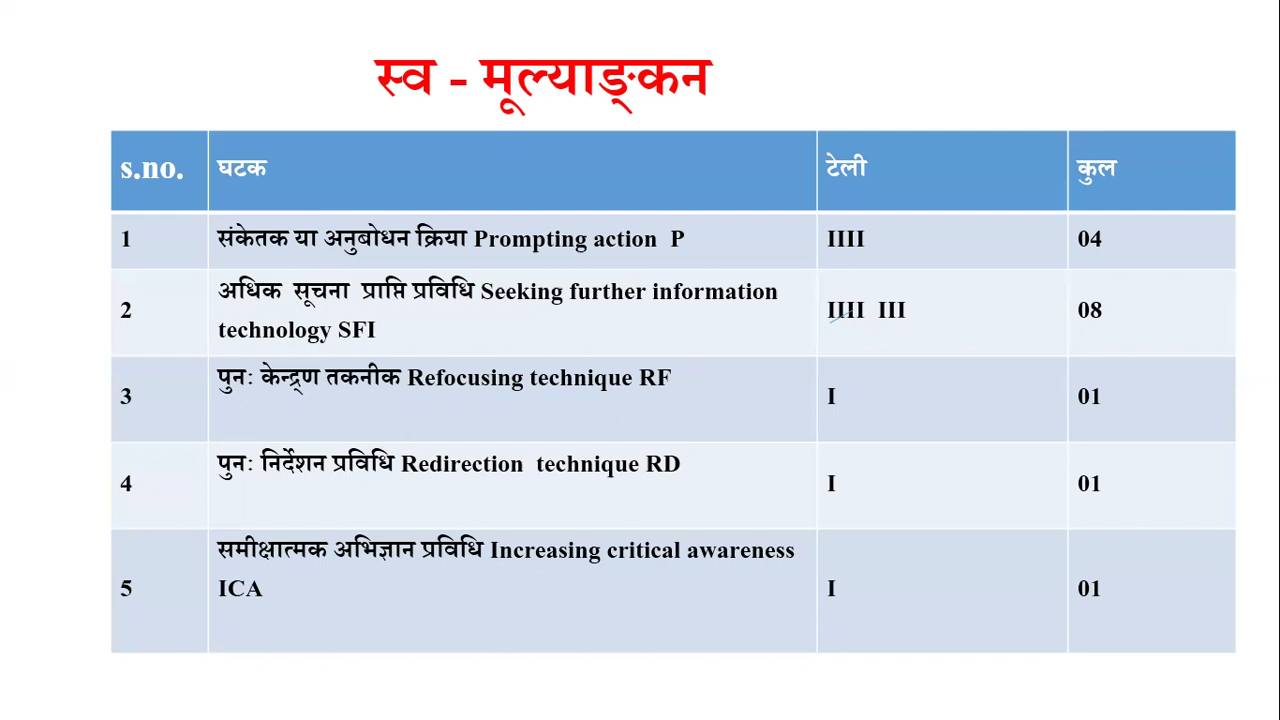 स्व - मूल्याङ्कन
s.no. घटक टेली कुल
1 संकेतक या अनुबोधन क्रिया Prompting action P IIII 04
2 अधिक सूचना प्राप्ति प्रविधि Seeking further information
technology SFI IIII III 08
3 पुनः केन्द्र्ण तकनीक Refocusing technique RF I 01
4 पुनः निर्देशन प्रविधि Redirection technique RD I 01
5 समीक्षात्मक अभिज्ञान प्रविधि Increasing critical awareness
ICA I 01